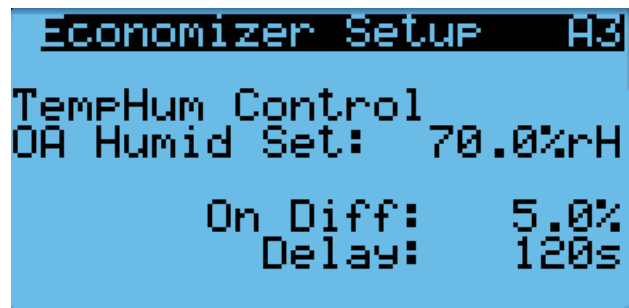 Economizer Setup A3
TempHum Control
OA Humid Set: 70.0%rH
On Diff: 5.0%
Delay: 120s